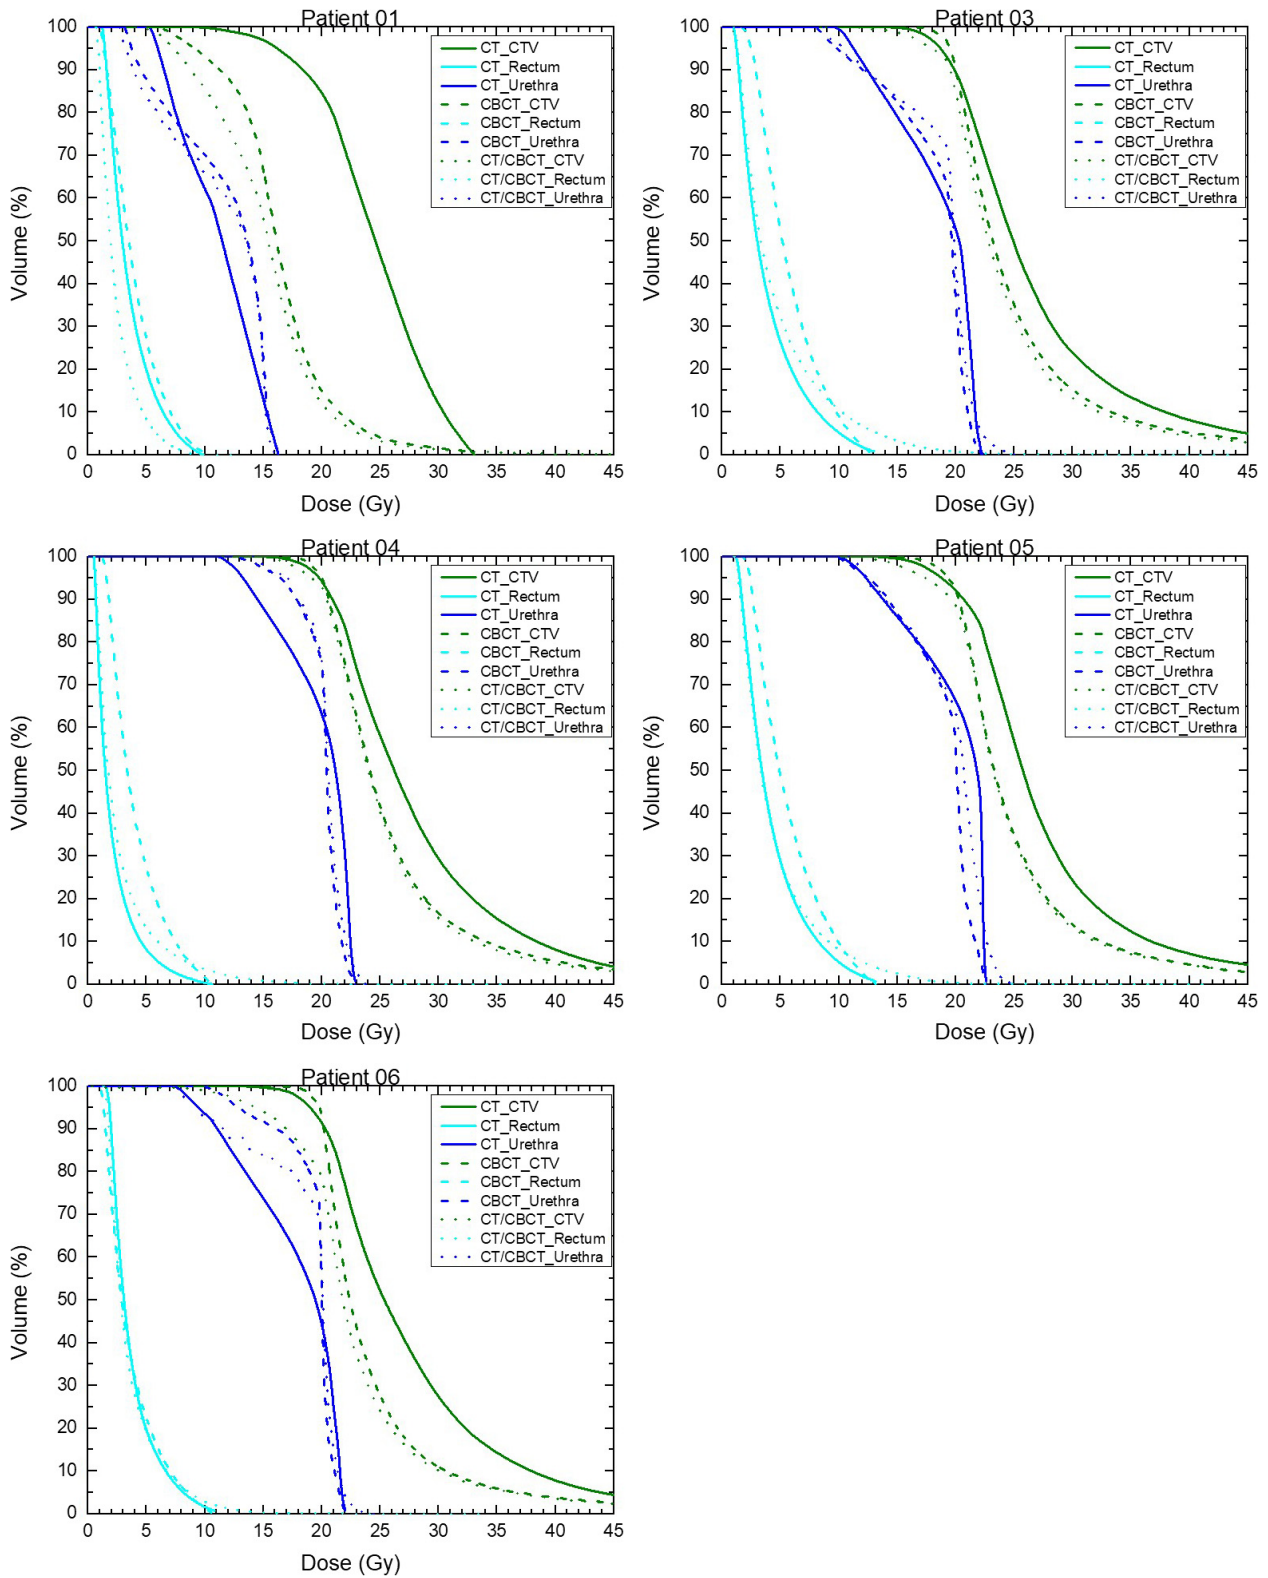 Patient 01
100
90
80
70
60
50
40
30
20
10
0
Volume (%)
CT_CTV
CT_Rectum
CT_Urethra
CBCT_CTV
CBCT_Rectum
CBCT_Urethra
CT/CBCT_CTV
CT/CBCT_Rectum
CT/CBCT_Urethra
0 5 10 15 20 25 30 35 40 45
Dose (Gy)
Patient 03
100
90
80
70
60
50
40
30
20
10
0
Volume (%)
CT_CTV
CT_Rectum
CT_Urethra
CBCT_CTV
CBCT_Rectum
CBCT_Urethra
CT/CBCT_CTV
CT/CBCT_Rectum
CT/CBCT_Urethra
0 5 10 15 20 25 30 35 40 45
Dose (Gy)
Patient 04
100
90
80
70
60
50
40
30
20
10
0
Volume (%)
CT_CTV
CT_Rectum
CT_Urethra
CBCT_CTV
CBCT_Rectum
CBCT_Urethra
CT/CBCT_CTV
CT/CBCT_Rectum
CT/CBCT_Urethra
0 5 10 15 20 25 30 35 40 45
Dose (Gy)
Patient 05
100
90
80
70
60
50
40
30
20
10
0
Volume (%)
CT_CTV
CT_Rectum
CT_Urethra
CBCT_CTV
CBCT_Rectum
CBCT_Urethra
CT/CBCT_CTV
CT/CBCT_Rectum
CT/CBCT_Urethra
0 5 10 15 20 25 30 35 40 45
Dose (Gy)
Patient 06
100
90
80
70
60
50
40
30
20
10
0
Volume (%)
CT_CTV
CT_Rectum
CT_Urethra
CBCT_CTV
CBCT_Rectum
CBCT_Urethra
CT/CBCT_CTV
CT/CBCT_Rectum
CT/CBCT_Urethra
0 5 10 15 20 25 30 35 40 45
Dose (Gy)